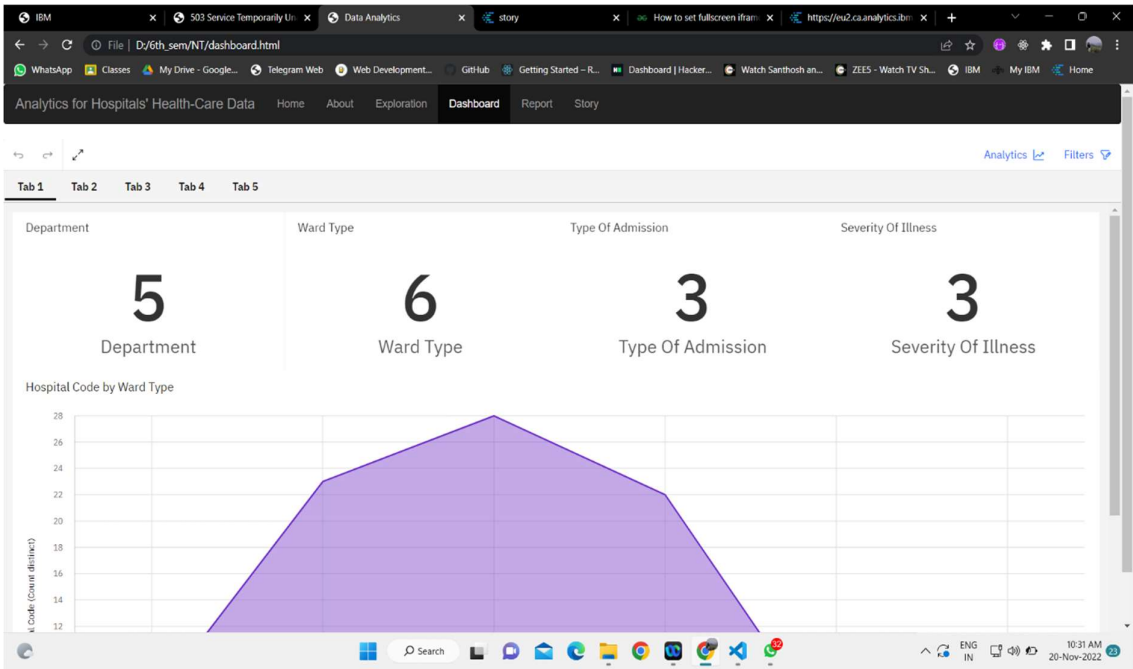 IBM
503 Service Temporarily Un
Data Analytics
story
How to set fullscreen ifram
https://eu2.ca.analytics.ibm
File | D:/6th_sem/NT/dashboard.html
WhatsApp
Classes
My Drive - Google...
Telegram Web
Web Development...
GitHub
Getting Started – R...
Dashboard | Hacker...
Watch Santhosh an...
ZEE5 - Watch TV Sh...
IBM
My IBM
Home
Analytics for Hospitals' Health-Care Data Home About Exploration Dashboard Report Story
Analytics Filters
Tab 1 Tab 2 Tab 3 Tab 4 Tab 5
Department Ward Type Type Of Admission Severity Of Illness
5 6 3 3
Department Ward Type Type Of Admission Severity Of Illness
Hospital Code by Ward Type
28
26
24
22
20
18
16
14
12
Code (Count distinct)
Search
32
ENG
IN
10:31 AM
20-Nov-2022
23